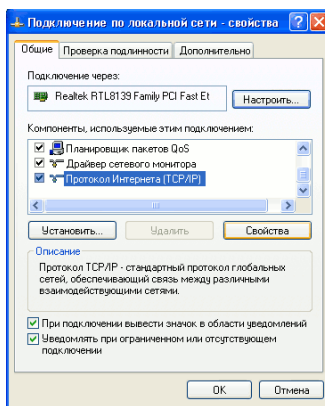 Подключение по локальной сети - свойства
Общие Проверка подлинности Дополнительно
Подключение через:
Realtek RTL8139 Family PCI Fast Et Настроить...
Компоненты, используемые этим подключением:
Планировщик пакетов QoS
Драйвер сетевого монитора
Протокол Интернета (TCP/IP)
Установить... Удалить Свойства
Описание
Протокол TCP/IP - стандартный протокол глобальных
сетей, обеспечивающий связь между различными
взаимодействующими сетями.
При подключении вывести значок в области уведомлений
Уведомлять при ограниченном или отсутствующем
подключении
OK Отмена